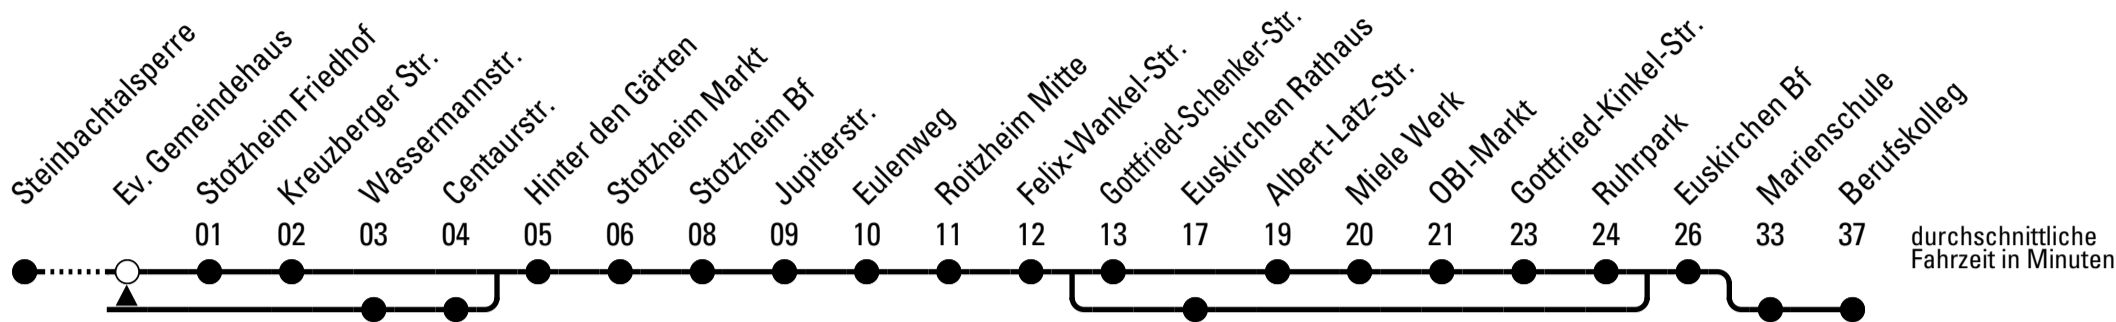 Steinbachtalsperre
Ev. Gemeindehaus
Stotzheim Friedhof
Kreuzberger Str.
Wassermannstr.
Centaurstr.
Hinter den Gärten
Stotzheim Markt
Stotzheim Bf
Jupiterstr.
Eulenweg
Roitzheim Mitte
Felix-Wankel-Str.
Gottfried-Schenker-Str.
Euskirchen Rathaus
Albert-Latz-Str.
Miele Werk
OBI-Markt
Gottfried-Kinkel-Str.
Ruhrpark
Euskirchen Bf
Marienschule
Berufskolleg
01 02 03 04 05 06 08 09 10 11 12 13 17 19 20 21 23 24 26 33 37
durchschnittliche
Fahrzeit in Minuten